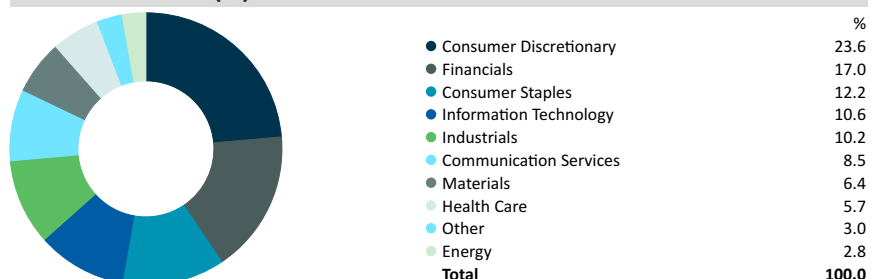 %
Consumer Discretionary 23.6
Financials 17.0
Consumer Staples 12.2
Information Technology 10.6
Industrials 10.2
Communication Services 8.5
Materials 6.4
Health Care 5.7
Other 3.0
Energy 2.8
Total 100.0